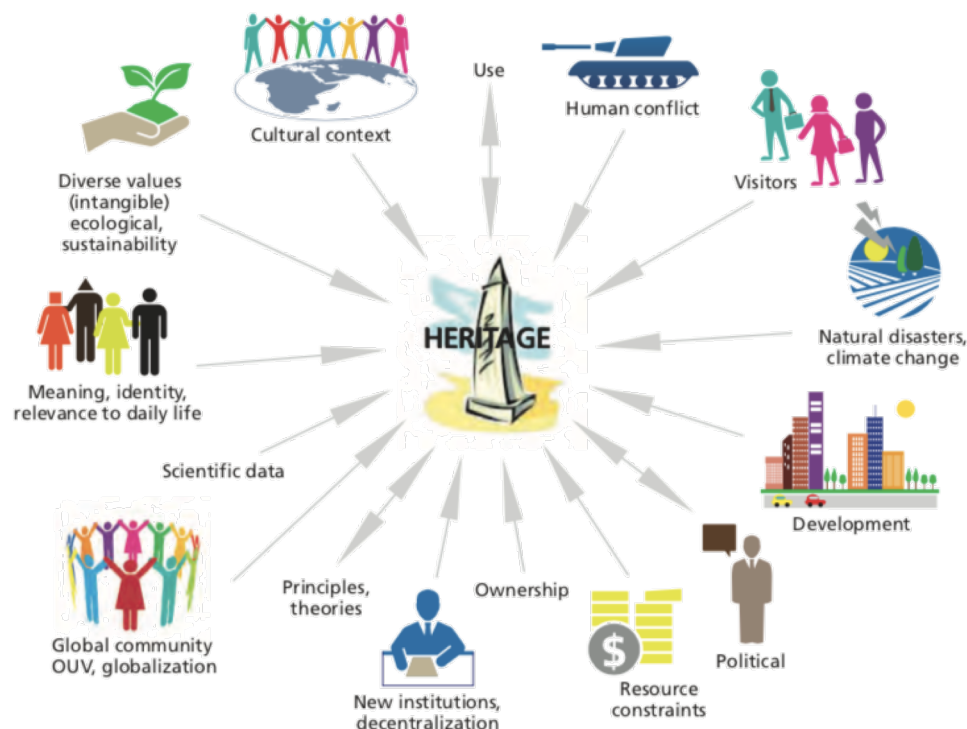 Use
Human conflict
Cultural context
Visitors
Diverse values
(intangible)
ecological,
sustainability
HERITAGE
Natural disasters,
climate change
Meaning, identity,
relevance to daily life
Scientific data
Development
Principles,
theories
Ownership
$
Global community
OUV, globalization
Political
New institutions,
decentralization
Resource
constraints